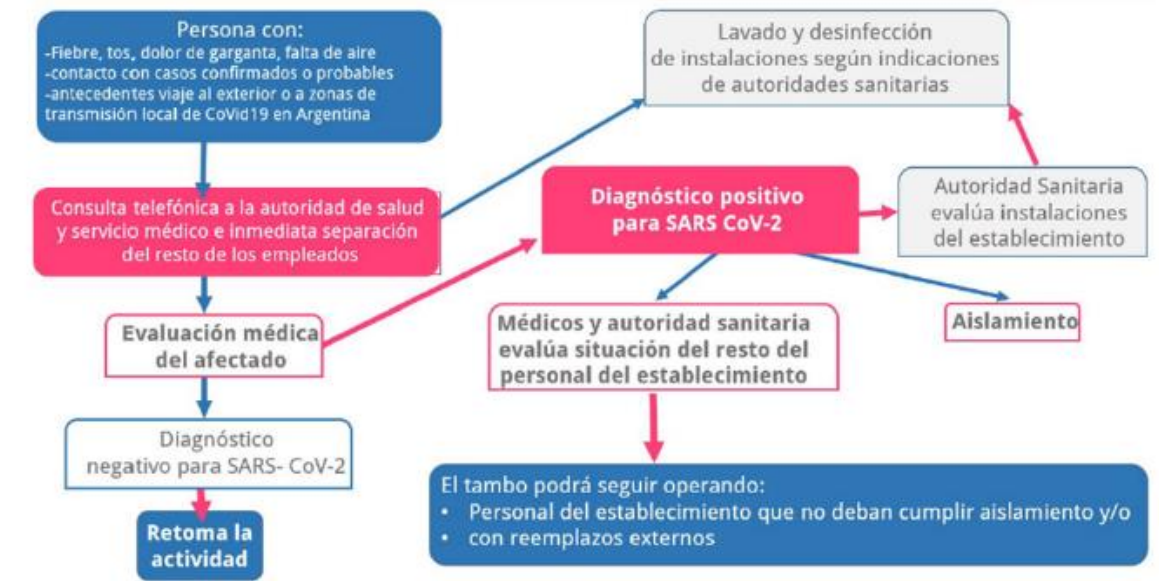 Persona con:
-Fiebre, tos, dolor de garganta, falta de aire
-contacto con casos confirmados o probables
-antecedentes viaje al exterior o a zonas de
transmisión local de CoVid19 en Argentina
Lavado y desinfección
de instalaciones según indicaciones
de autoridades sanitarias
Consulta telefónica a la autoridad de salud
y servicio médico e inmediata separación
del resto de los empleados
Diagnóstico positivo
para SARS CoV-2
Autoridad Sanitaria
evalúa instalaciones
del establecimiento
Evaluación médica
del afectado
Médicos y autoridad sanitaria
evalúa situación del resto del
personal del establecimiento
Aislamiento
Diagnóstico
negativo para SARS- CoV-2
Retoma la
actividad
El tambo podrá seguir operando:
• Personal del establecimiento que no deban cumplir aislamiento y/o
• con reemplazos externos